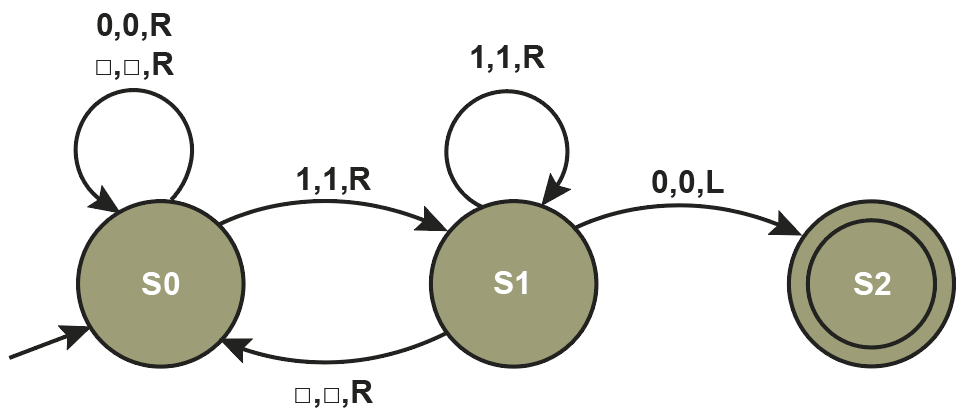 0,0,R
□,□,R
1,1,R
1,1,R
0,0,L
S0
S1
S2
□,□,R